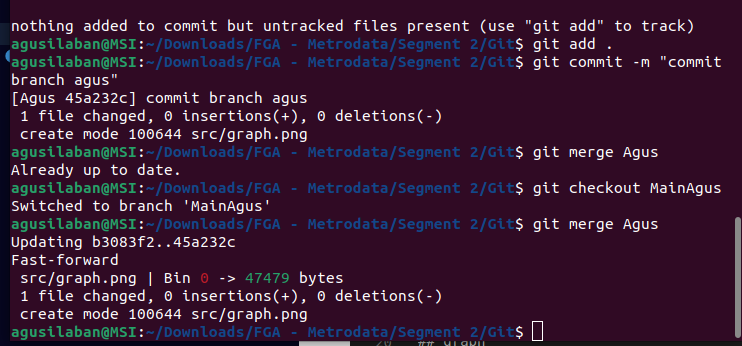 nothing added to commit but untracked files present (use "git add" to track)
agusilaban@MSI:~/Downloads/FGA - Metrodata/Segment 2/Git$ git add .
agusilaban@MSI:~/Downloads/FGA - Metrodata/Segment 2/Git$ git commit -m "commit
branch agus"
[Agus 45a232c] commit branch agus
 1 file changed, 0 insertions(+), 0 deletions(-)
 create mode 100644 src/graph.png
agusilaban@MSI:~/Downloads/FGA - Metrodata/Segment 2/Git$ git merge Agus
Already up to date.
agusilaban@MSI:~/Downloads/FGA - Metrodata/Segment 2/Git$ git checkout MainAgus
Switched to branch 'MainAgus'
agusilaban@MSI:~/Downloads/FGA - Metrodata/Segment 2/Git$ git merge Agus
Updating b3083f2..45a232c
Fast-forward
 src/graph.png | Bin 0 -> 47479 bytes
 1 file changed, 0 insertions(+), 0 deletions(-)
 create mode 100644 src/graph.png
agusilaban@MSI:~/Downloads/FGA - Metrodata/Segment 2/Git$